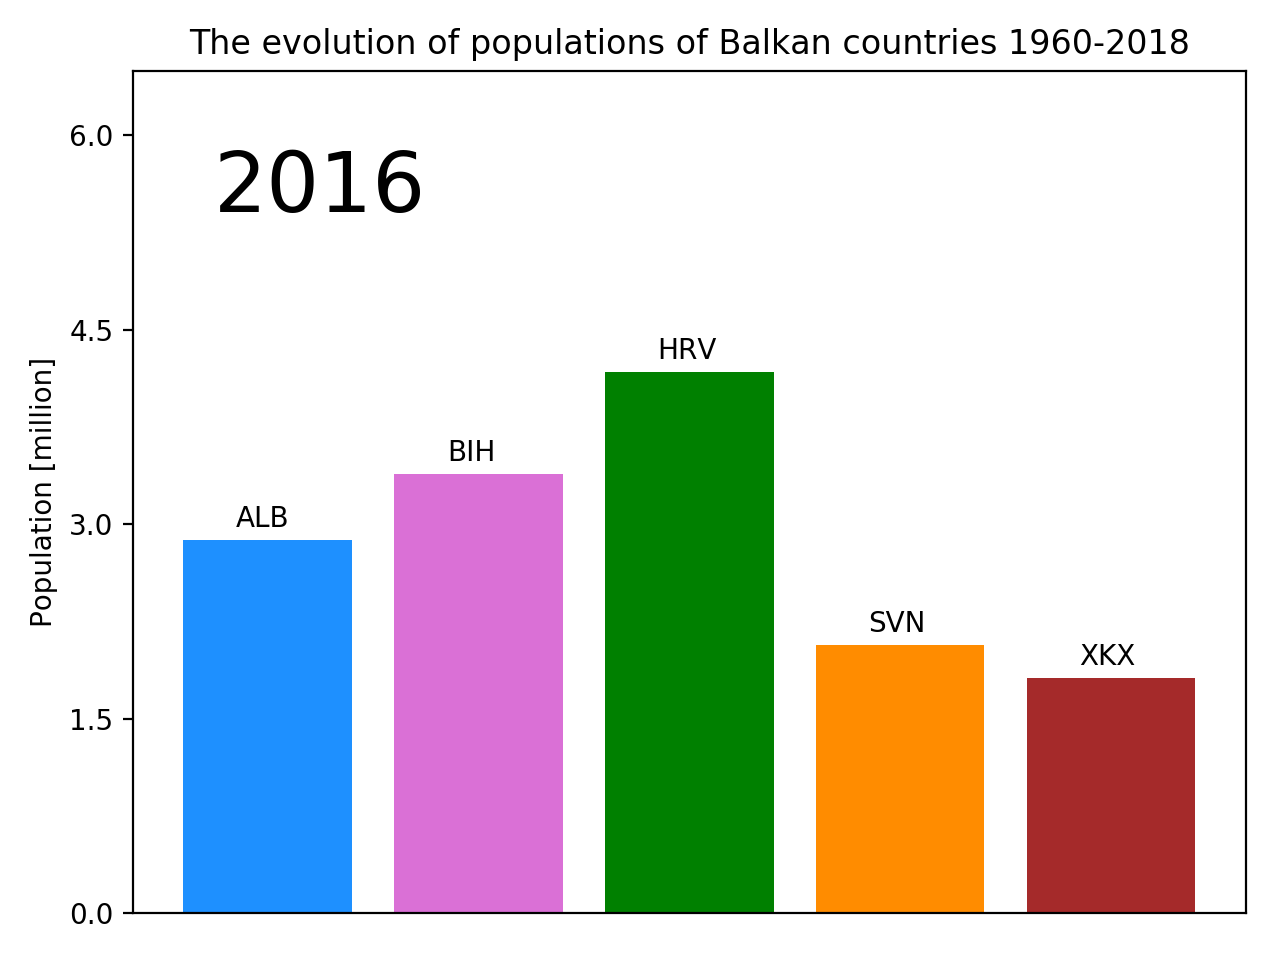 The evolution of populations of Balkan countries 1960-2018
6.0
2016
4.5
HRV
BIH
Population [million]
3.0
ALB
SVN
XKX
1.5
0.0